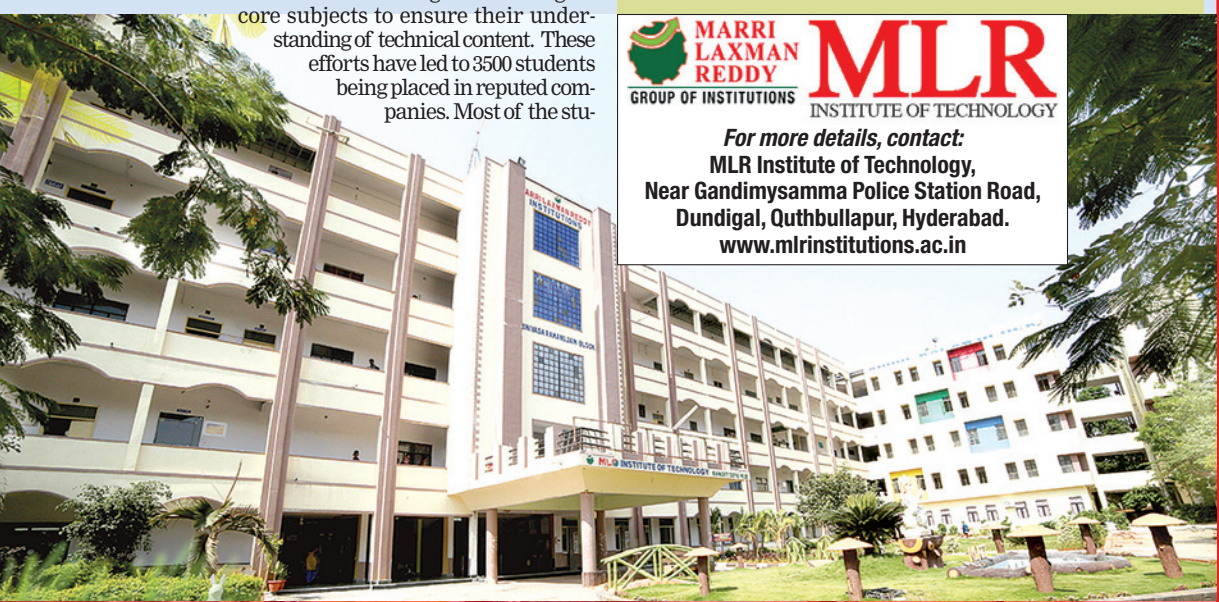 core subjects to ensure their under-
standing of technical content. These
efforts have led to 3500 students
being placed in reputed com-
panies. Most of the stu-
MARRI
LAXMAN
REDDY
GROUP OF INSTITUTIONS
MLR
INSTITUTE OF TECHNOLOGY
For more details, contact:
MLR Institute of Technology,
Near Gandimysamma Police Station Road,
Dundigal, Quthbullapur, Hyderabad.
www.mlrinstitutions.ac.in
MARRI LAXMAN REDDY
INSTITUTIONS
BLOCK
MLR INSTITUTE OF TECHNOLOGY